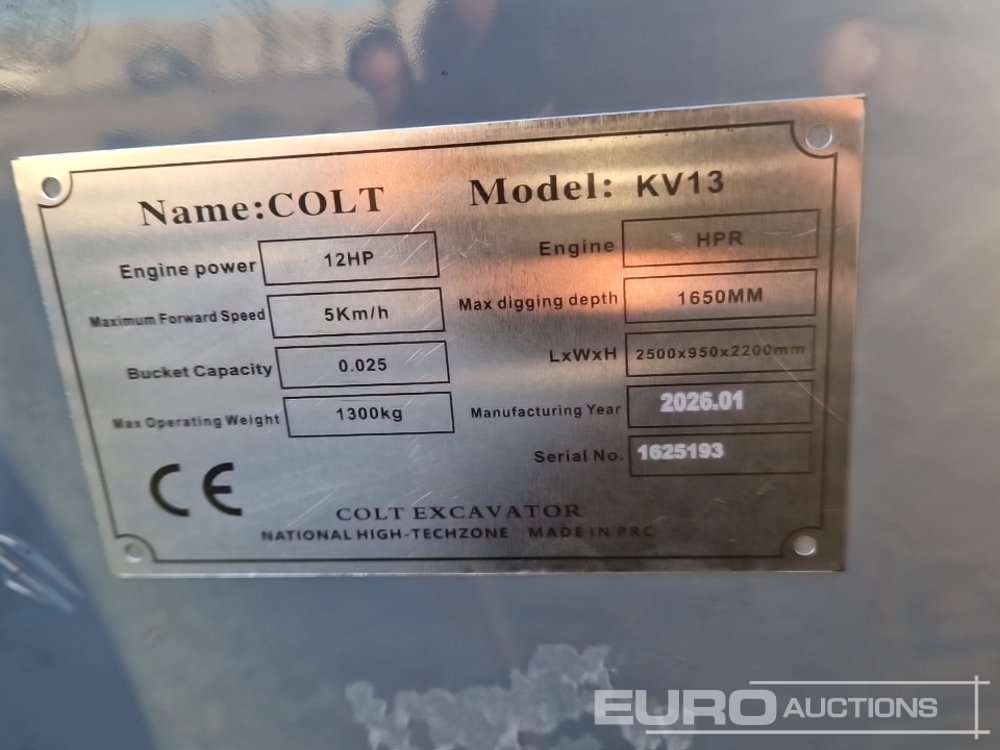 Name:COLT Model: KV13
Engine power 12HP Engine HPR
Maximum Forward Speed 5Km/h Max digging depth 1650MM
Bucket Capacity 0.025 LxWxH 2500x950x2200mm
Max Operating Weight 1300kg Manufacturing Year 2026.01
Serial No. 1625193
CE
COLT EXCAVATOR
NATIONAL HIGH-TECHZONE MADE IN PRC
EURO AUCTIONS